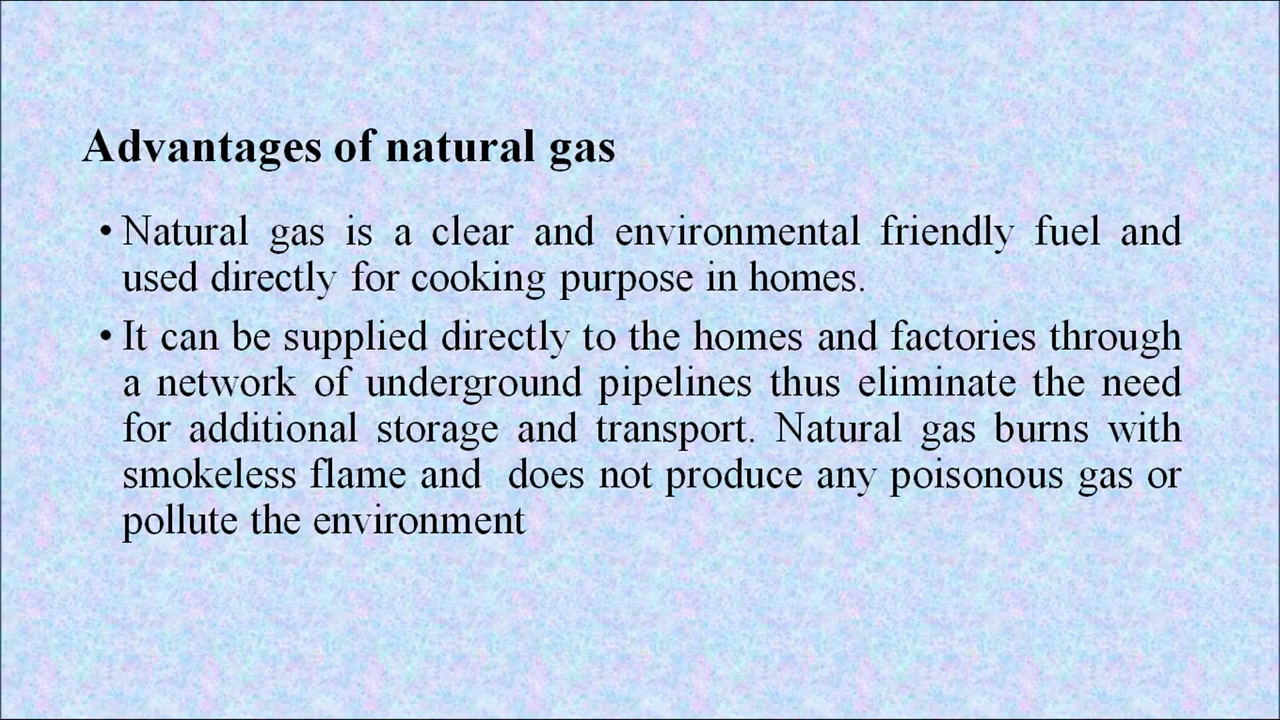 Advantages of natural gas
• Natural gas is a clear and environmental friendly fuel and
used directly for cooking purpose in homes.
• It can be supplied directly to the homes and factories through
a network of underground pipelines thus eliminate the need
for additional storage and transport. Natural gas burns with
smokeless flame and  does not produce any poisonous gas or
pollute the environment